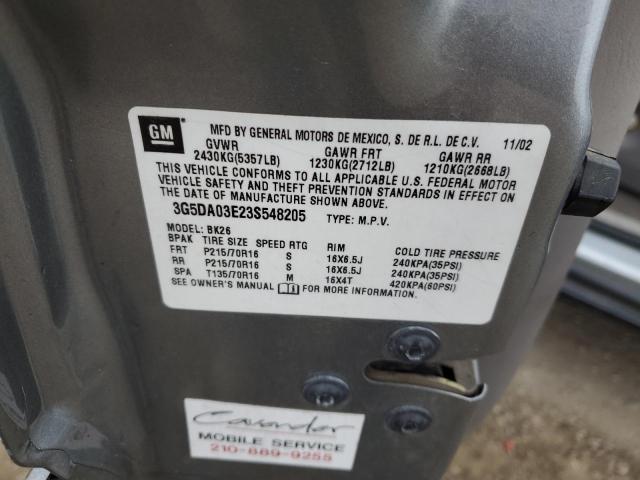 GM
MFD BY GENERAL MOTORS DE MEXICO, S. DE R.L. DE C.V. 11/02
GVWR GAWR FRT GAWR RR
2430KG(5357LB) 1230KG(2712LB) 1210KG(2668LB)
THIS VEHICLE CONFORMS TO ALL APPLICABLE U.S. FEDERAL MOTOR
VEHICLE SAFETY AND THEFT PREVENTION STANDARDS IN EFFECT ON
THE DATE OF MANUFACTURE SHOWN ABOVE.
3G5DA03E23S548205 TYPE: M.P.V.
MODEL: BK26
BPAK TIRE SIZE SPEED RTG RIM COLD TIRE PRESSURE
FRT P215/70R16 S 16X6.5J 240KPA(35PSI)
RR P215/70R16 S 16X6.5J 240KPA(35PSI)
SPA T135/70R16 M 16X4T 420KPA(60PSI)
SEE OWNER'S MANUAL FOR MORE INFORMATION.
Cavender
MOBILE SERVICE
210-889-9255